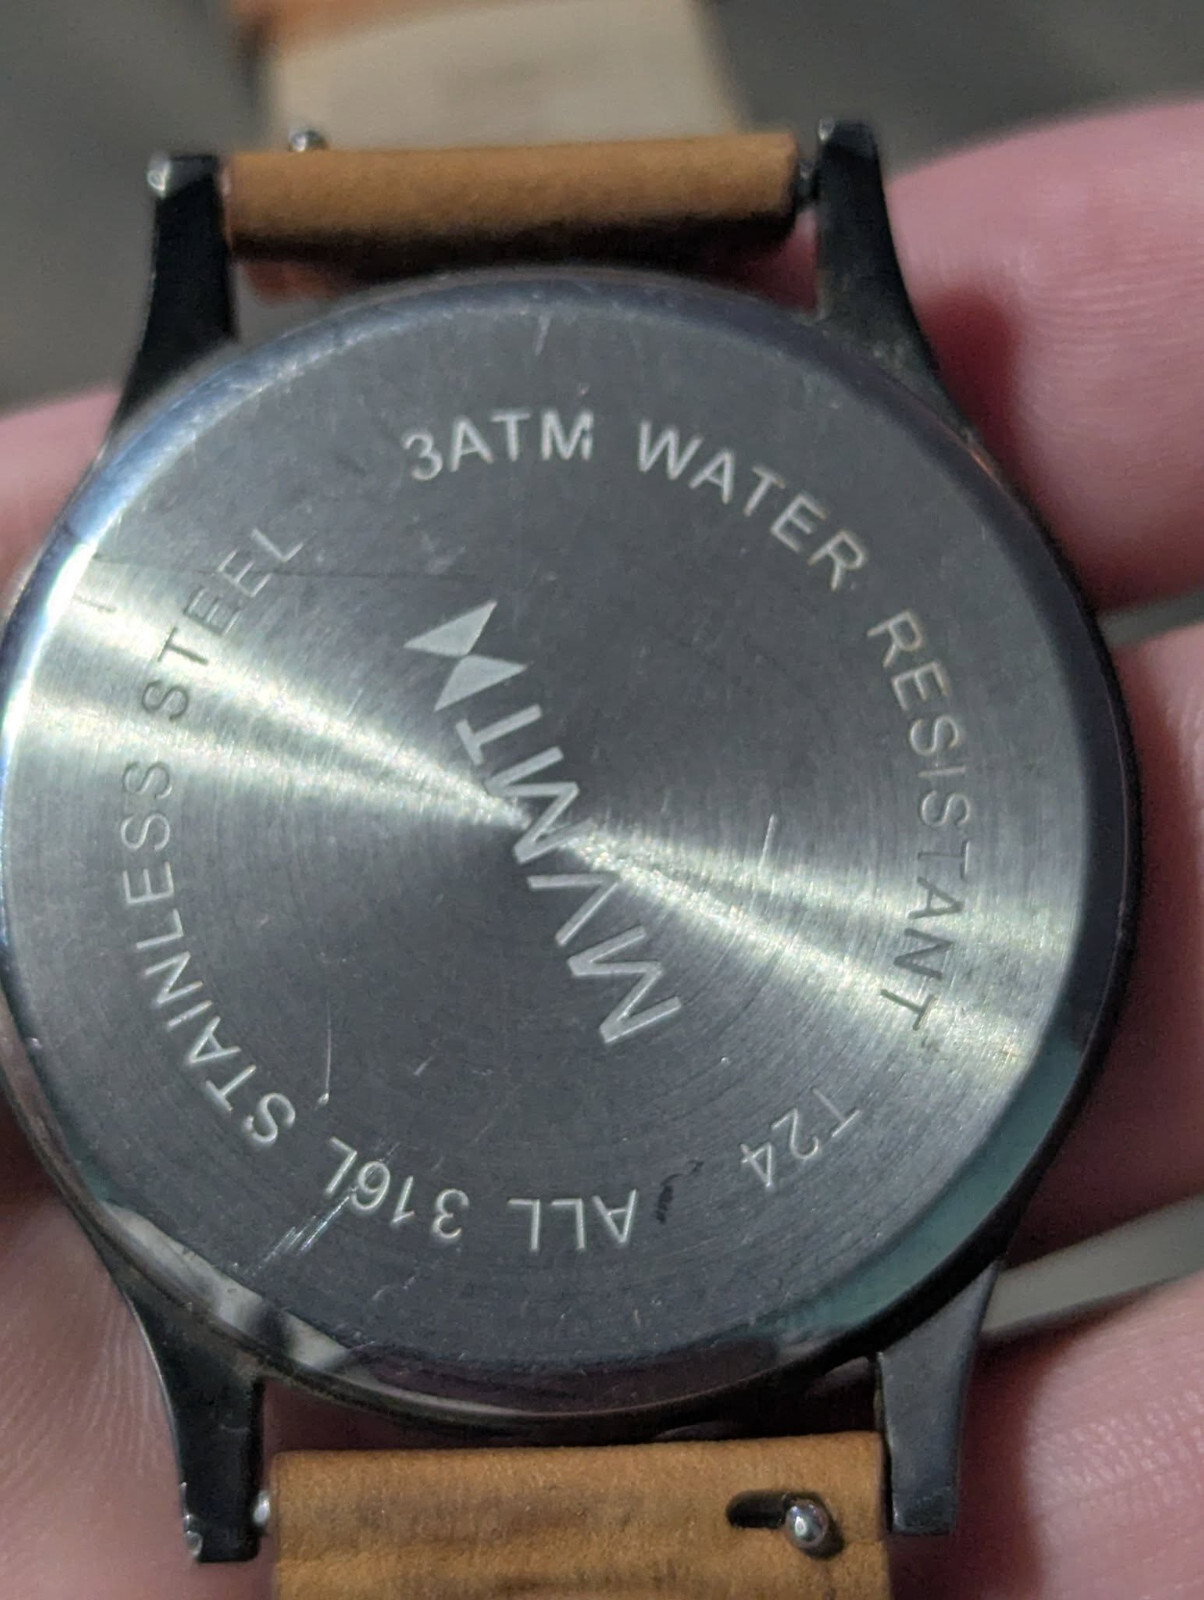 3ATM WATER RESISTANT
T24
ALL 316L STAINLESS STEEL
MVMT